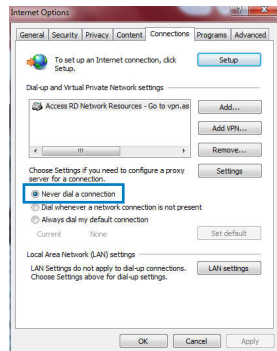 Internet Options
General Security Privacy Content Connections Programs Advanced
To set up an Internet connection, click
Setup.
Setup
Dial-up and Virtual Private Network settings
Access RD Network Resources - Go to vpn.as
Add...
Add VPN...
Remove...
Choose Settings if you need to configure a proxy
server for a connection.
Settings
Never dial a connection
Dial whenever a network connection is not present
Always dial my default connection
Current None
Set default
Local Area Network (LAN) settings
LAN Settings do not apply to dial-up connections.
Choose Settings above for dial-up settings.
LAN settings
OK Cancel Apply